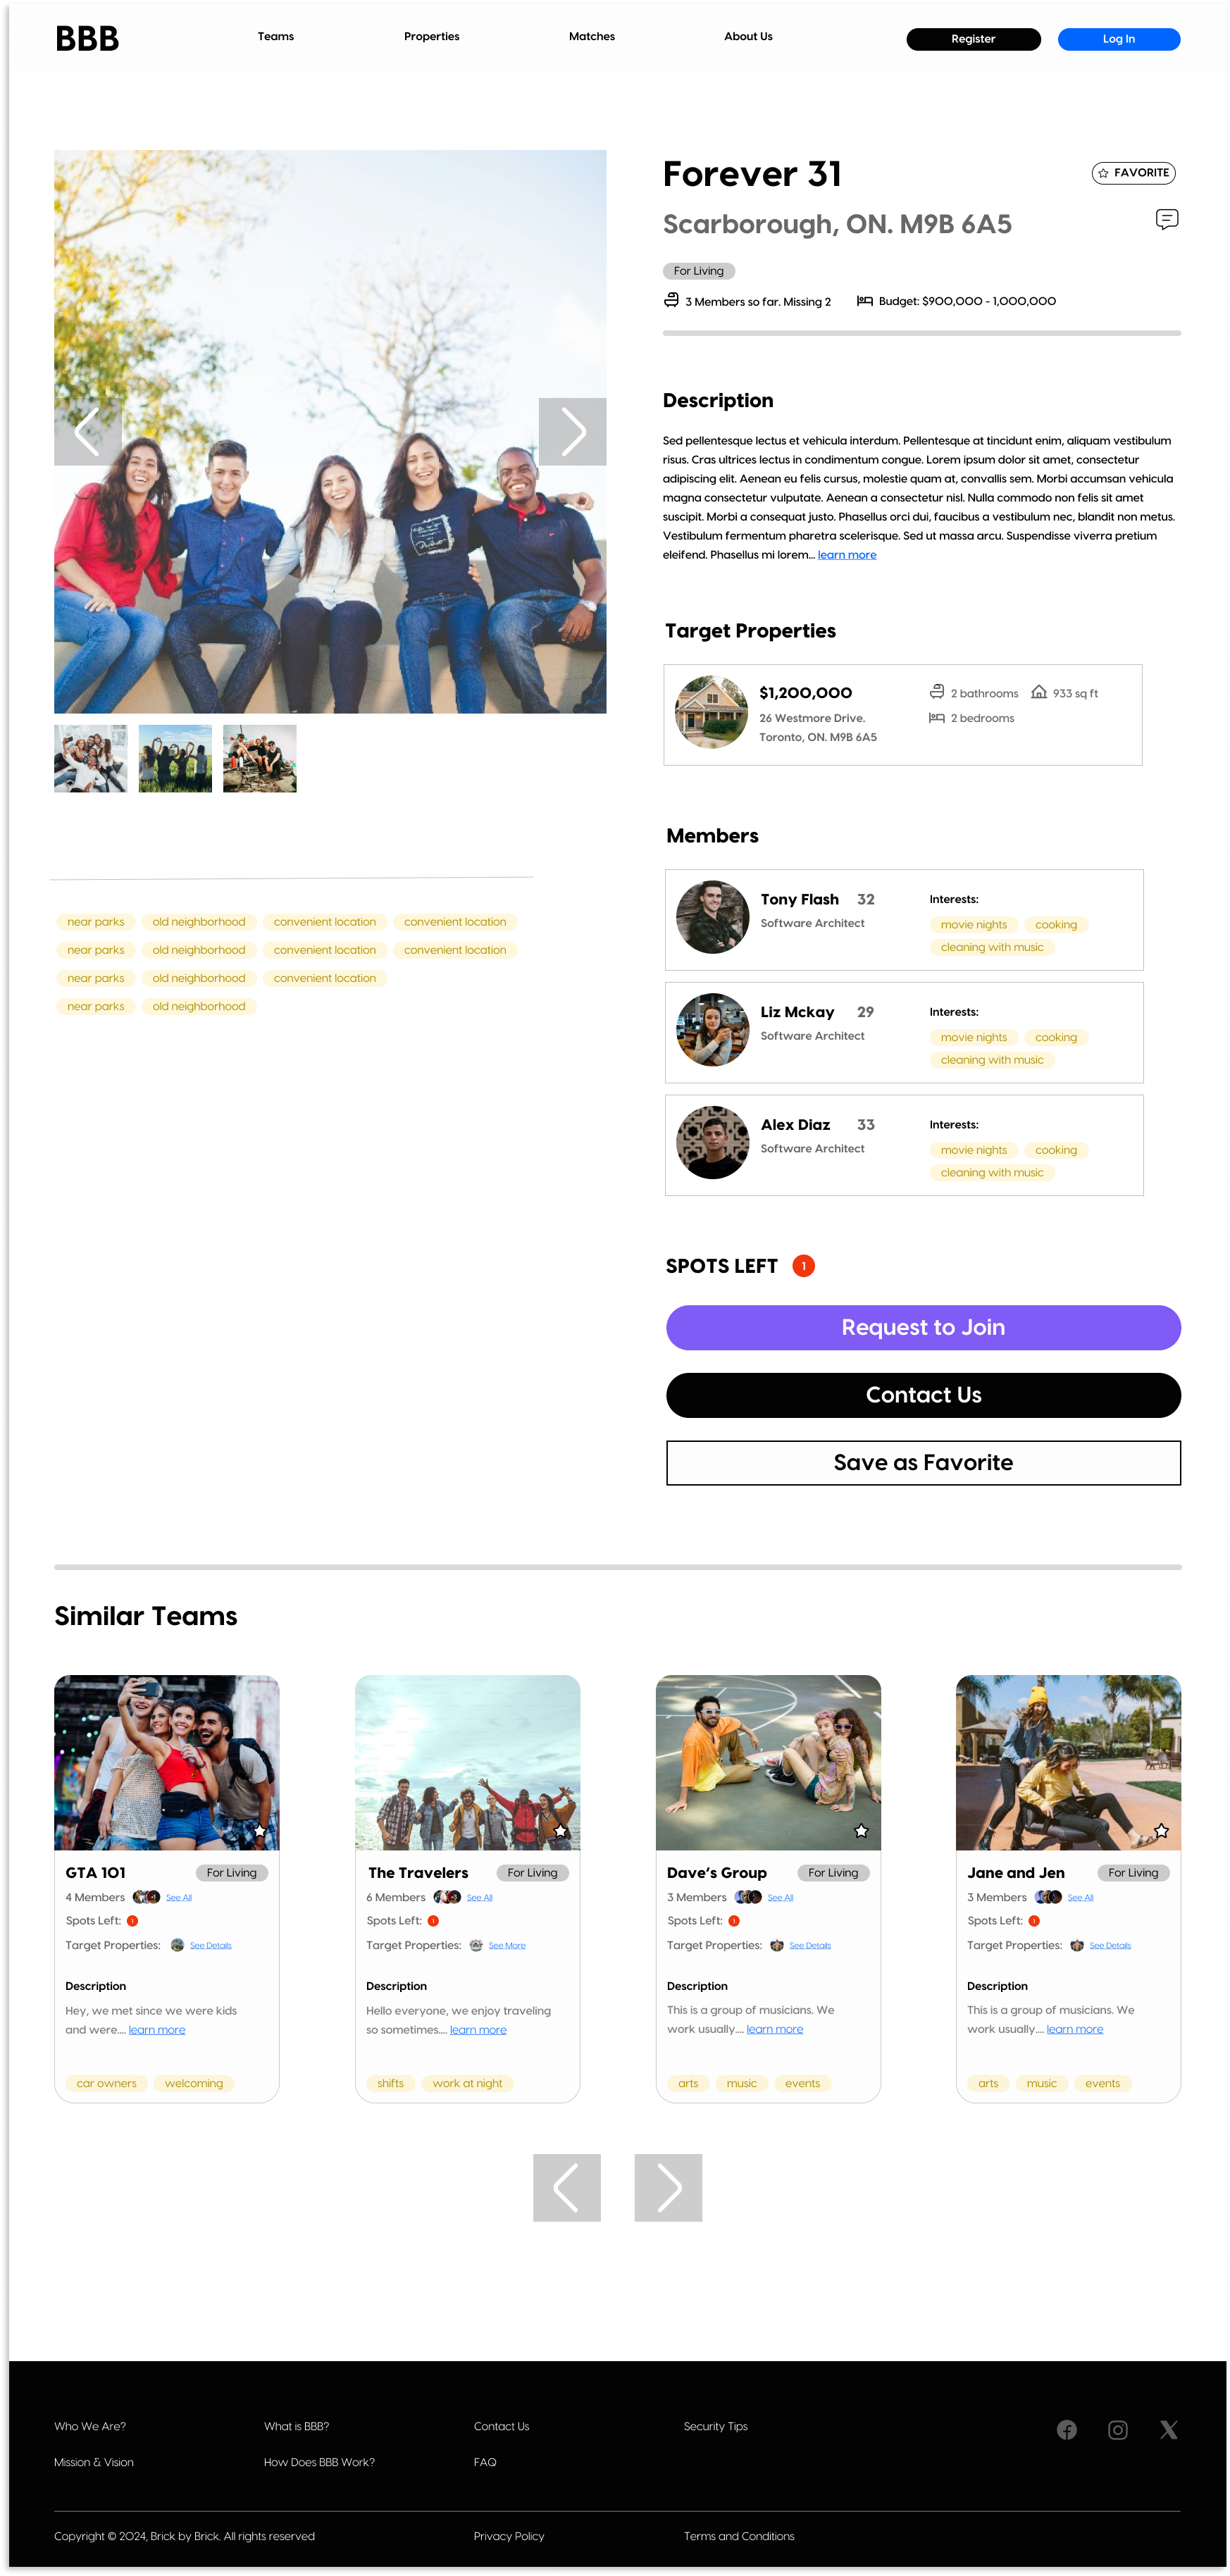 BBB
Teams
Properties
Matches
About Us
Register
Log In
Forever 31
FAVORITE
Scarborough, ON. M9B 6A5
For Living
3 Members so far. Missing 2
Budget: $900,000 - 1,000,000
Description
Sed pellentesque lectus et vehicula interdum. Pellentesque at tincidunt enim, aliquam vestibulum
risus. Cras ultrices lectus in condimentum congue. Lorem ipsum dolor sit amet, consectetur
adipiscing elit. Aenean eu felis cursus, molestie quam at, convallis sem. Morbi accumsan vehicula
magna consectetur vulputate. Aenean a consectetur nisl. Nulla commodo non felis sit amet
suscipit. Morbi a consequat justo. Phasellus orci dui, faucibus a vestibulum nec, blandit non metus.
Vestibulum fermentum pharetra scelerisque. Sed ut massa arcu. Suspendisse viverra pretium
eleifend. Phasellus mi lorem... learn more
Target Properties
$1,200,000
26 Westmore Drive.
Toronto, ON. M9B 6A5
2 bathrooms
933 sq ft
2 bedrooms
near parks
old neighborhood
convenient location
convenient location
near parks
old neighborhood
convenient location
convenient location
near parks
old neighborhood
convenient location
near parks
old neighborhood
Members
Tony Flash 32
Software Architect
Interests:
movie nights
cooking
cleaning with music
Liz Mckay 29
Software Architect
Interests:
movie nights
cooking
cleaning with music
Alex Diaz 33
Software Architect
Interests:
movie nights
cooking
cleaning with music
SPOTS LEFT 1
Request to Join
Contact Us
Save as Favorite
Similar Teams
GTA 101
For Living
4 Members
See All
Spots Left: 1
Target Properties:
See Details
Description
Hey, we met since we were kids
and were.... learn more
car owners
welcoming
The Travelers
For Living
6 Members
See All
Spots Left: 1
Target Properties:
See More
Description
Hello everyone, we enjoy traveling
so sometimes.... learn more
shifts
work at night
Dave's Group
For Living
3 Members
See All
Spots Left: 1
Target Properties:
See Details
Description
This is a group of musicians. We
work usually.... learn more
arts
music
events
Jane and Jen
For Living
3 Members
See All
Spots Left: 1
Target Properties:
See Details
Description
This is a group of musicians. We
work usually.... learn more
arts
music
events
Who We Are?
What is BBB?
Contact Us
Security Tips
Mission & Vision
How Does BBB Work?
FAQ
Copyright © 2024, Brick by Brick. All rights reserved
Privacy Policy
Terms and Conditions